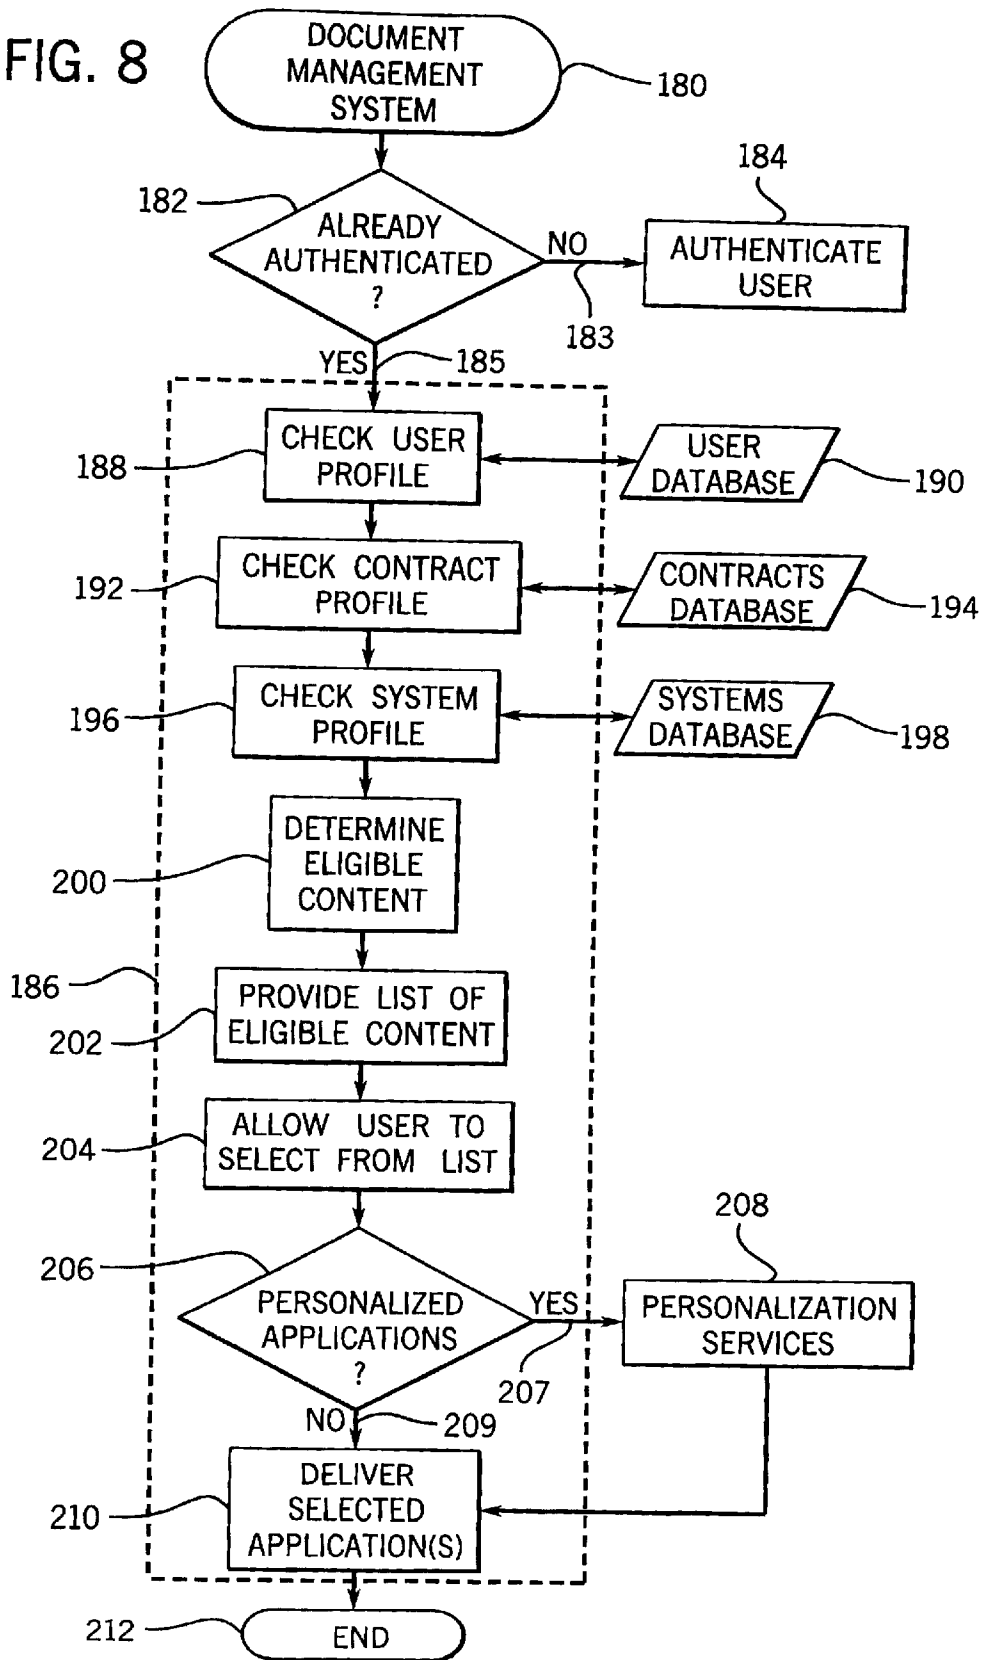 FIG. 8
DOCUMENT
MANAGEMENT
SYSTEM
180
184
182
ALREADY
AUTHENTICATED
?
NO
183
AUTHENTICATE
USER
YES
185
188
CHECK USER
PROFILE
USER
DATABASE
190
192
CHECK CONTRACT
PROFILE
CONTRACTS
DATABASE
194
196
CHECK SYSTEM
PROFILE
SYSTEMS
DATABASE
198
200
DETERMINE
ELIGIBLE
CONTENT
186
202
PROVIDE LIST OF
ELIGIBLE CONTENT
204
ALLOW USER TO
SELECT FROM LIST
206
PERSONALIZED
APPLICATIONS
?
YES
207
208
PERSONALIZATION
SERVICES
NO
209
210
DELIVER
SELECTED
APPLICATION(S)
212
END